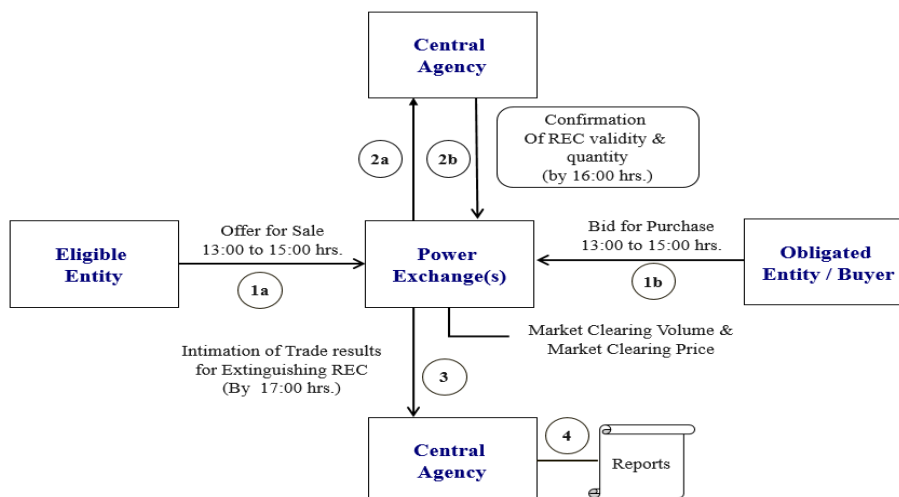 Central
Agency
Confirmation
Of REC validity &
quantity
(by 16:00 hrs.)
2a
2b
Offer for Sale
13:00 to 15:00 hrs.
Bid for Purchase
13:00 to 15:00 hrs.
Eligible
Entity
Power
Exchange(s)
Obligated
Entity / Buyer
1a
1b
Market Clearing Volume &
Market Clearing Price
Intimation of Trade results
for Extinguishing REC
(By 17:00 hrs.)
3
Central
Agency
4
Reports